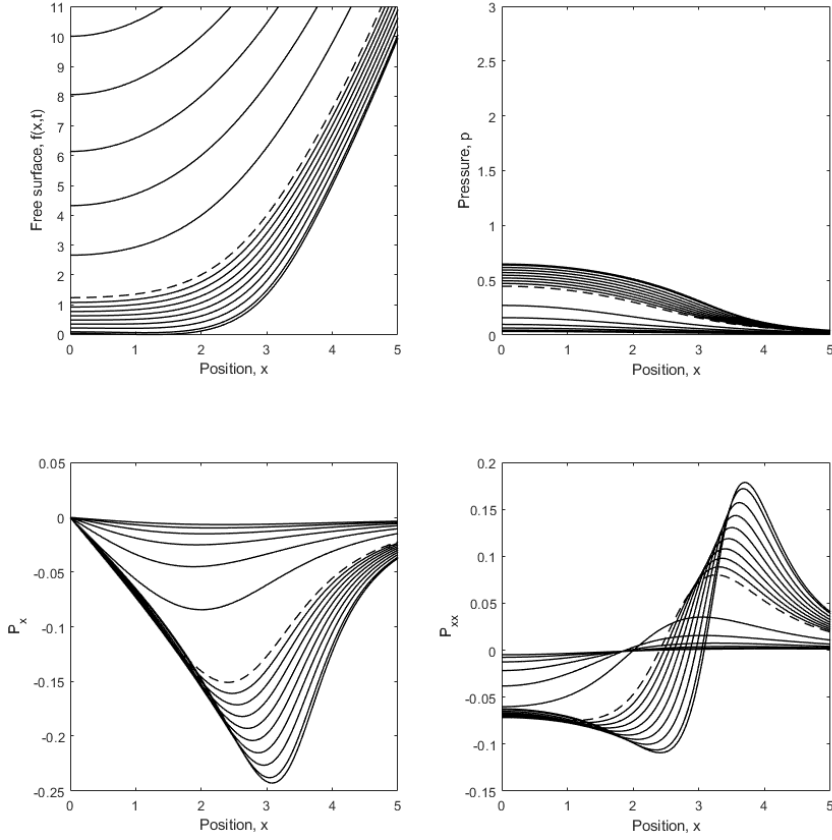 11
10
9
8
7
6
5
4
3
2
1
0
Free surface, f(x,t)
0 1 2 3 4 5
Position, x
3
2.5
2
1.5
1
0.5
0
Pressure, p
0 1 2 3 4 5
Position, x
0.05
0
-0.05
-0.1
-0.15
-0.2
-0.25
Px
0 1 2 3 4 5
Position, x
0.2
0.15
0.1
0.05
0
-0.05
-0.1
-0.15
Pxx
0 1 2 3 4 5
Position, x